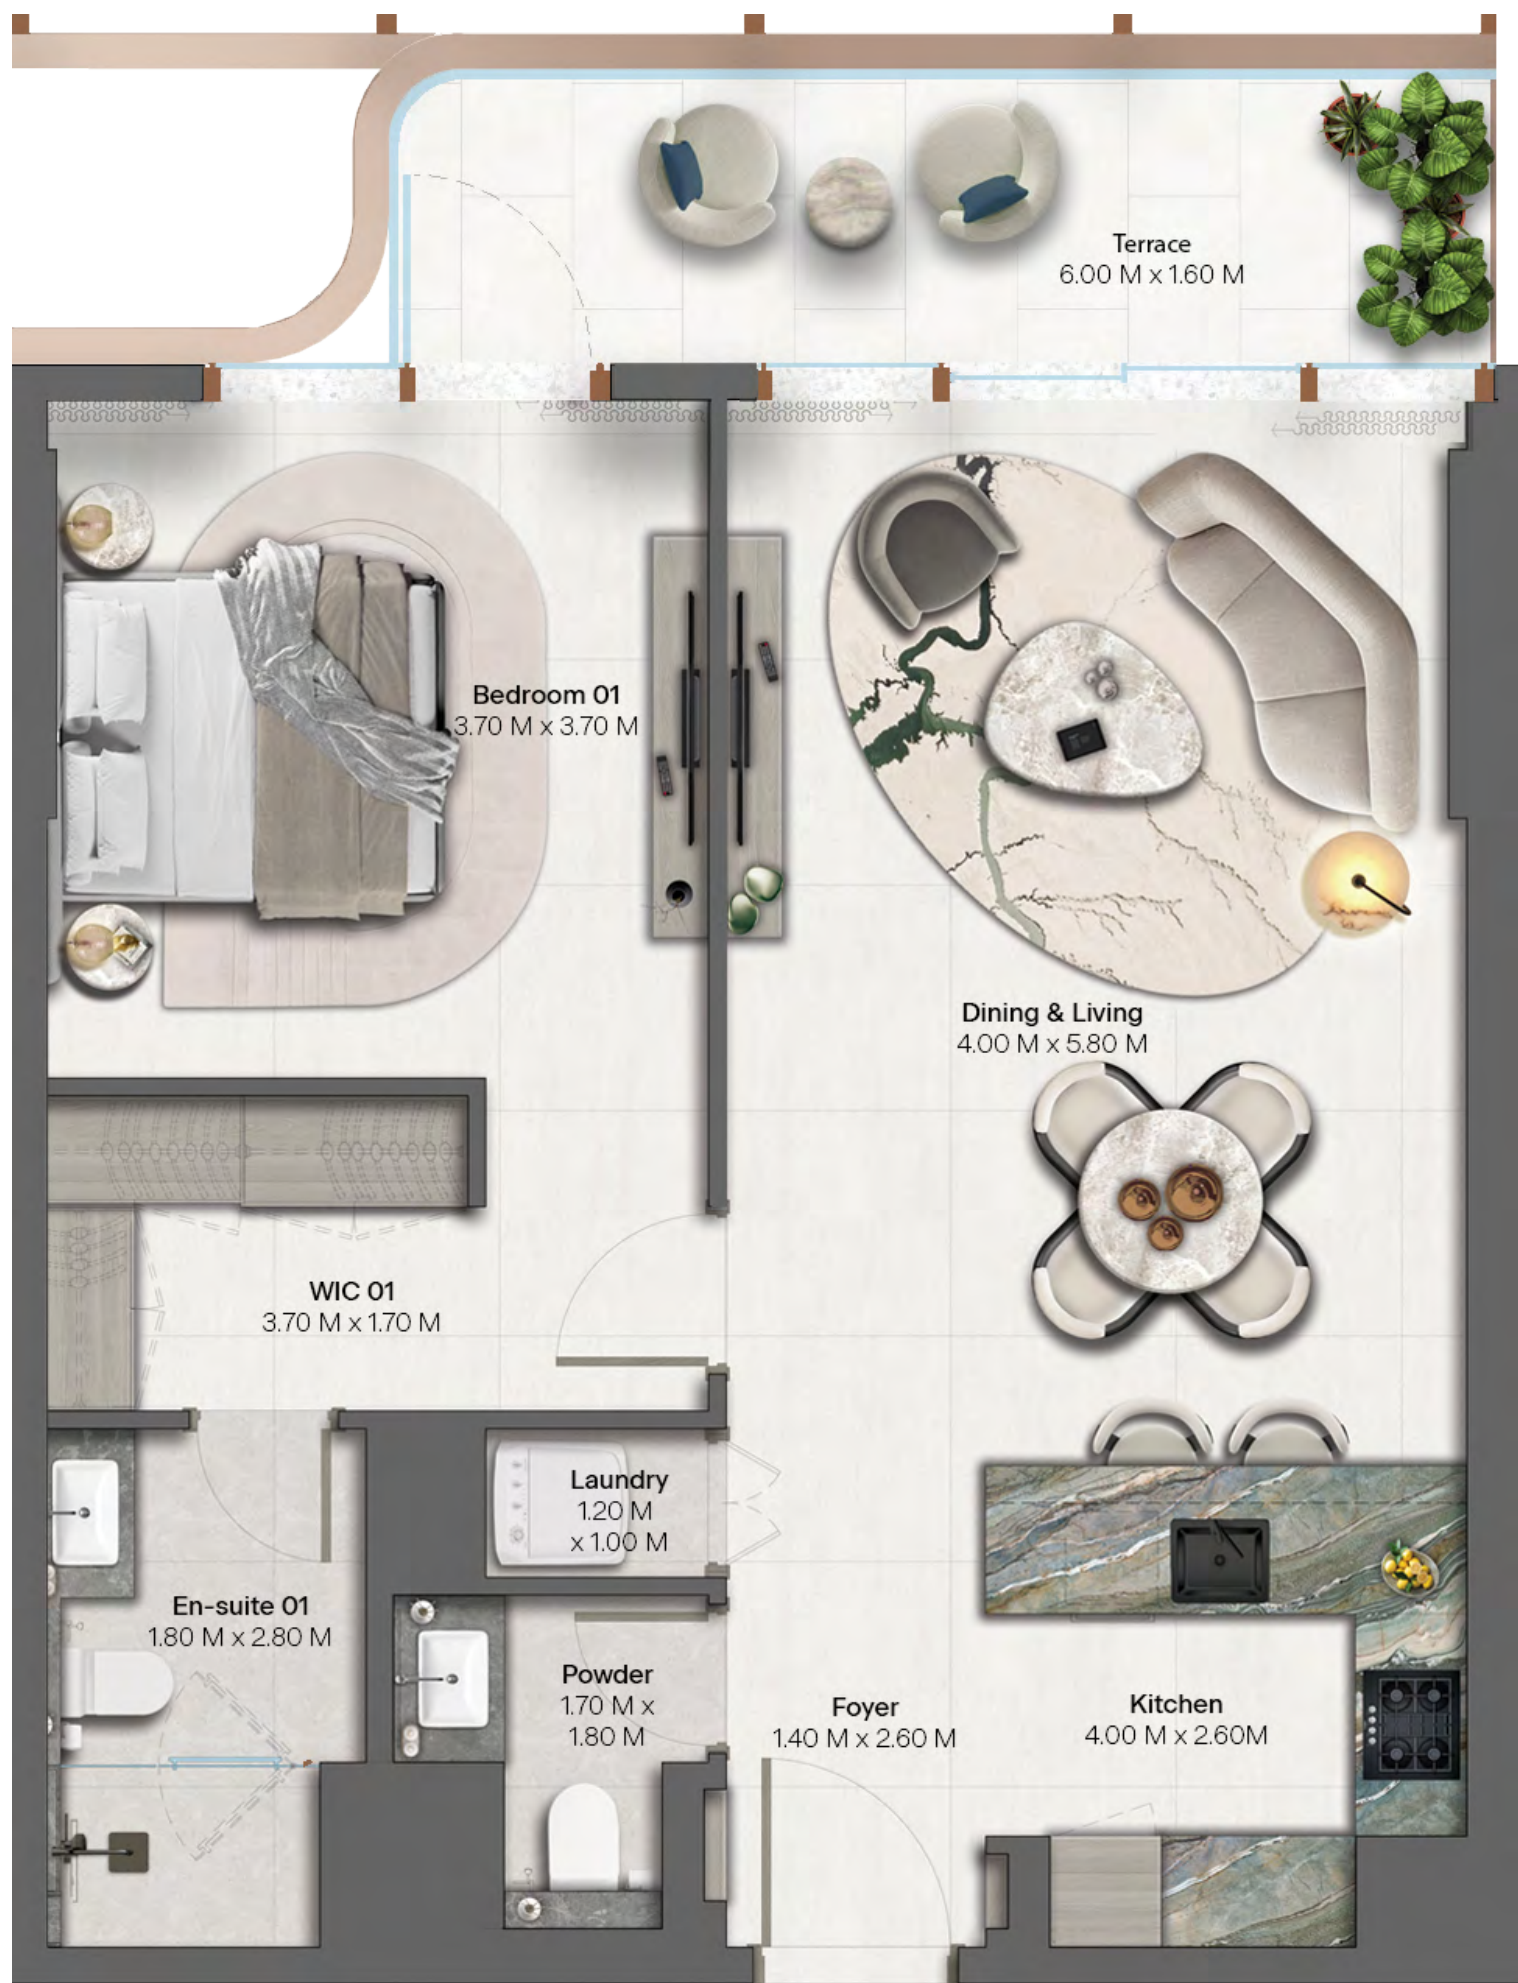 Terrace
6.00 M x 1.60 M
Bedroom 01
3.70 M x 3.70 M
Dining & Living
4.00 M x 5.80 M
WIC 01
3.70 M x 1.70 M
Laundry
1.20 M
x 1.00 M
En-suite 01
1.80 M x 2.80 M
Powder
1.70 M x
1.80 M
Foyer
1.40 M x 2.60 M
Kitchen
4.00 M x 2.60M